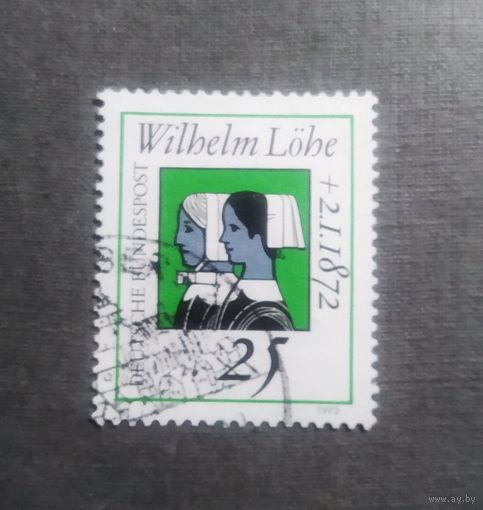 Wilhelm Löhe
+ 2.1.1872
DEUTSCHE BUNDESPOST
25
1972
www.ay.by